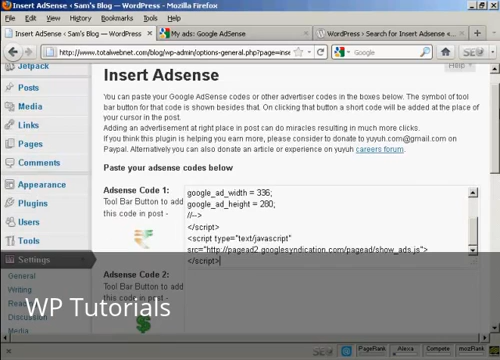 Insert AdSense < Sam's Blog — WordPress - Mozilla Firefox
File Edit View History Bookmarks Tools Help
Insert AdSense < Sam's Blog — WordPress
My ads: Google AdSense
WordPress › Search for Insert Adsense
http://www.totalwebnet.com/blog/wp-admin/options-general.php?page=inse
Google
SEO
Jetpack
Posts
Media
Links
Pages
Comments
Appearance
Plugins
Users
Tools
Settings
General
Writing
Reading
Discussion
Media
Help
Insert Adsense
You can paste your Google AdSense codes or other advertiser codes in the boxes below. The symbol of tool
bar button for that code is shown besides that. On clicking that button a short code will be added at the place of
your cursor in the post.
Adding an advertisement at right place in post can do miracles resulting in much more clicks.
If you think this plugin is helping you earn more, please consider to donate to yuyuh.com@gmail.com on
Paypal. Alternatively you can also donate an article or experience on yuyuh careers forum.
Paste your adsense codes below
Adsense Code 1:
Tool Bar Button to add
this code in post -
google_ad_width = 336;
google_ad_height = 280;
//-->
</script>
<script type="text/javascript"
src="http://pagead2.googlesyndication.com/pagead/show_ads.js">
</script>
Adsense Code 2:
Tool Bar Button to add
this code in post -
$
WP Tutorials
SEO
PageRank
Alexa
Compete
mozRank